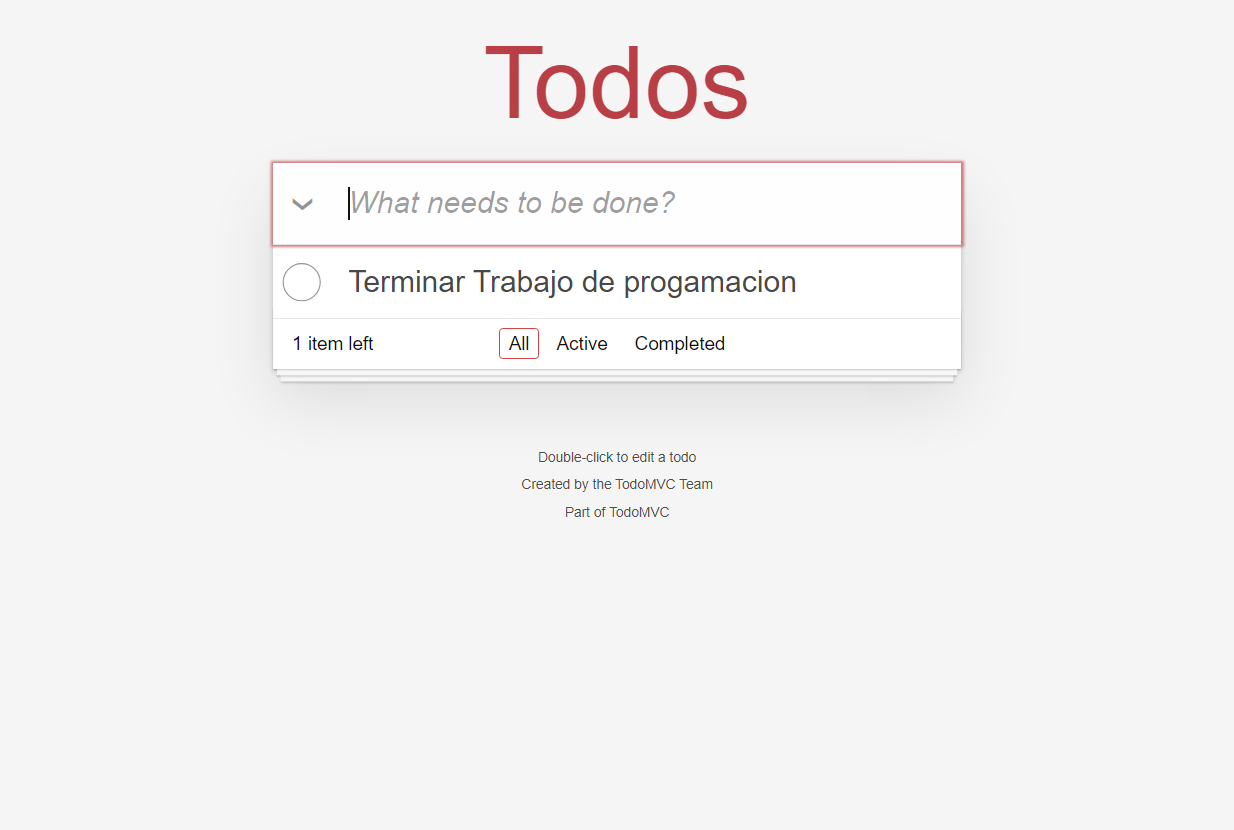 Todos
What needs to be done?
Terminar Trabajo de progamacion
1 item left All Active Completed
Double-click to edit a todo
Created by the TodoMVC Team
Part of TodoMVC